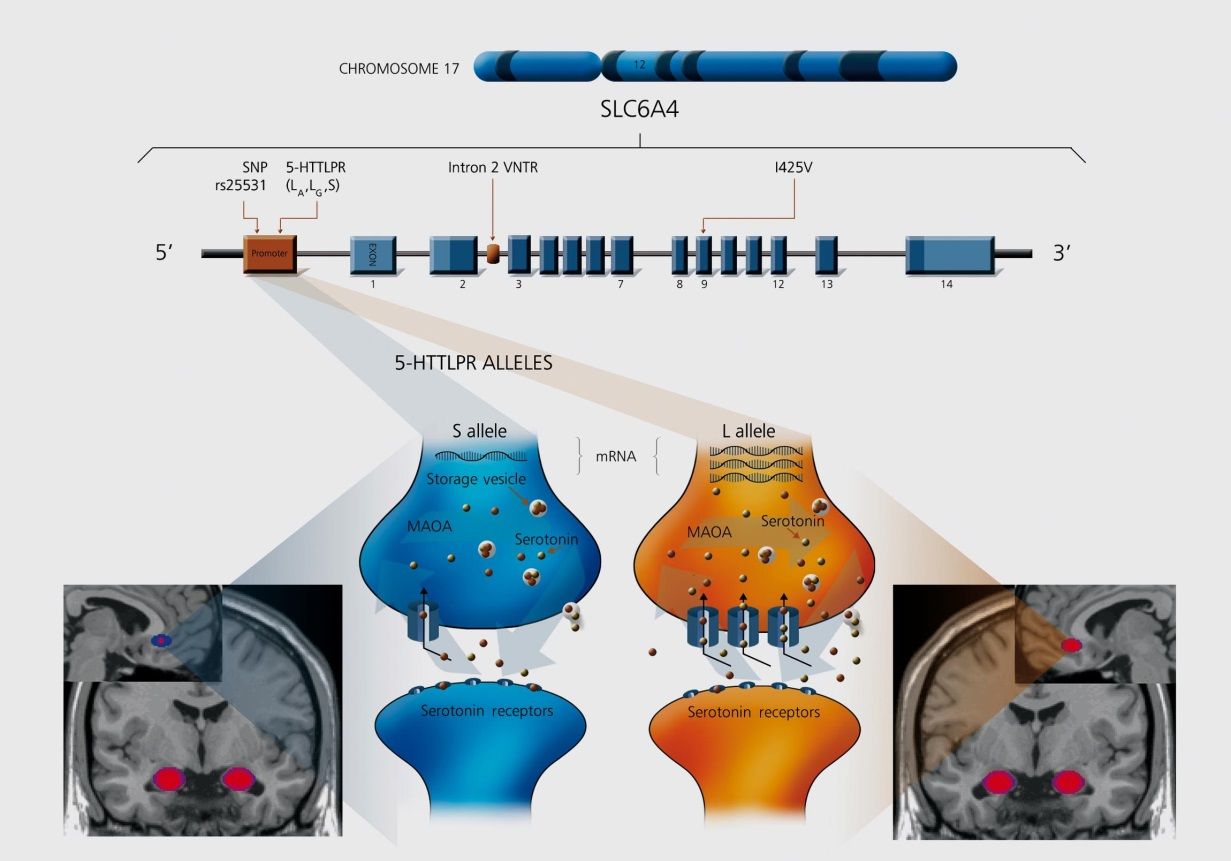 CHROMOSOME 17
12
SLC6A4
SNP
rs25531
5-HTTLPR
(LA,LG,S)
Intron 2 VNTR
I425V
5’
Promoter
EXON
3’
1
2
3
7
8
9
12
13
14
5-HTTLPR ALLELES
S allele
mRNA
L allele
Storage vesicle
MAOA
Serotonin
MAOA
Serotonin
Serotonin receptors
Serotonin receptors